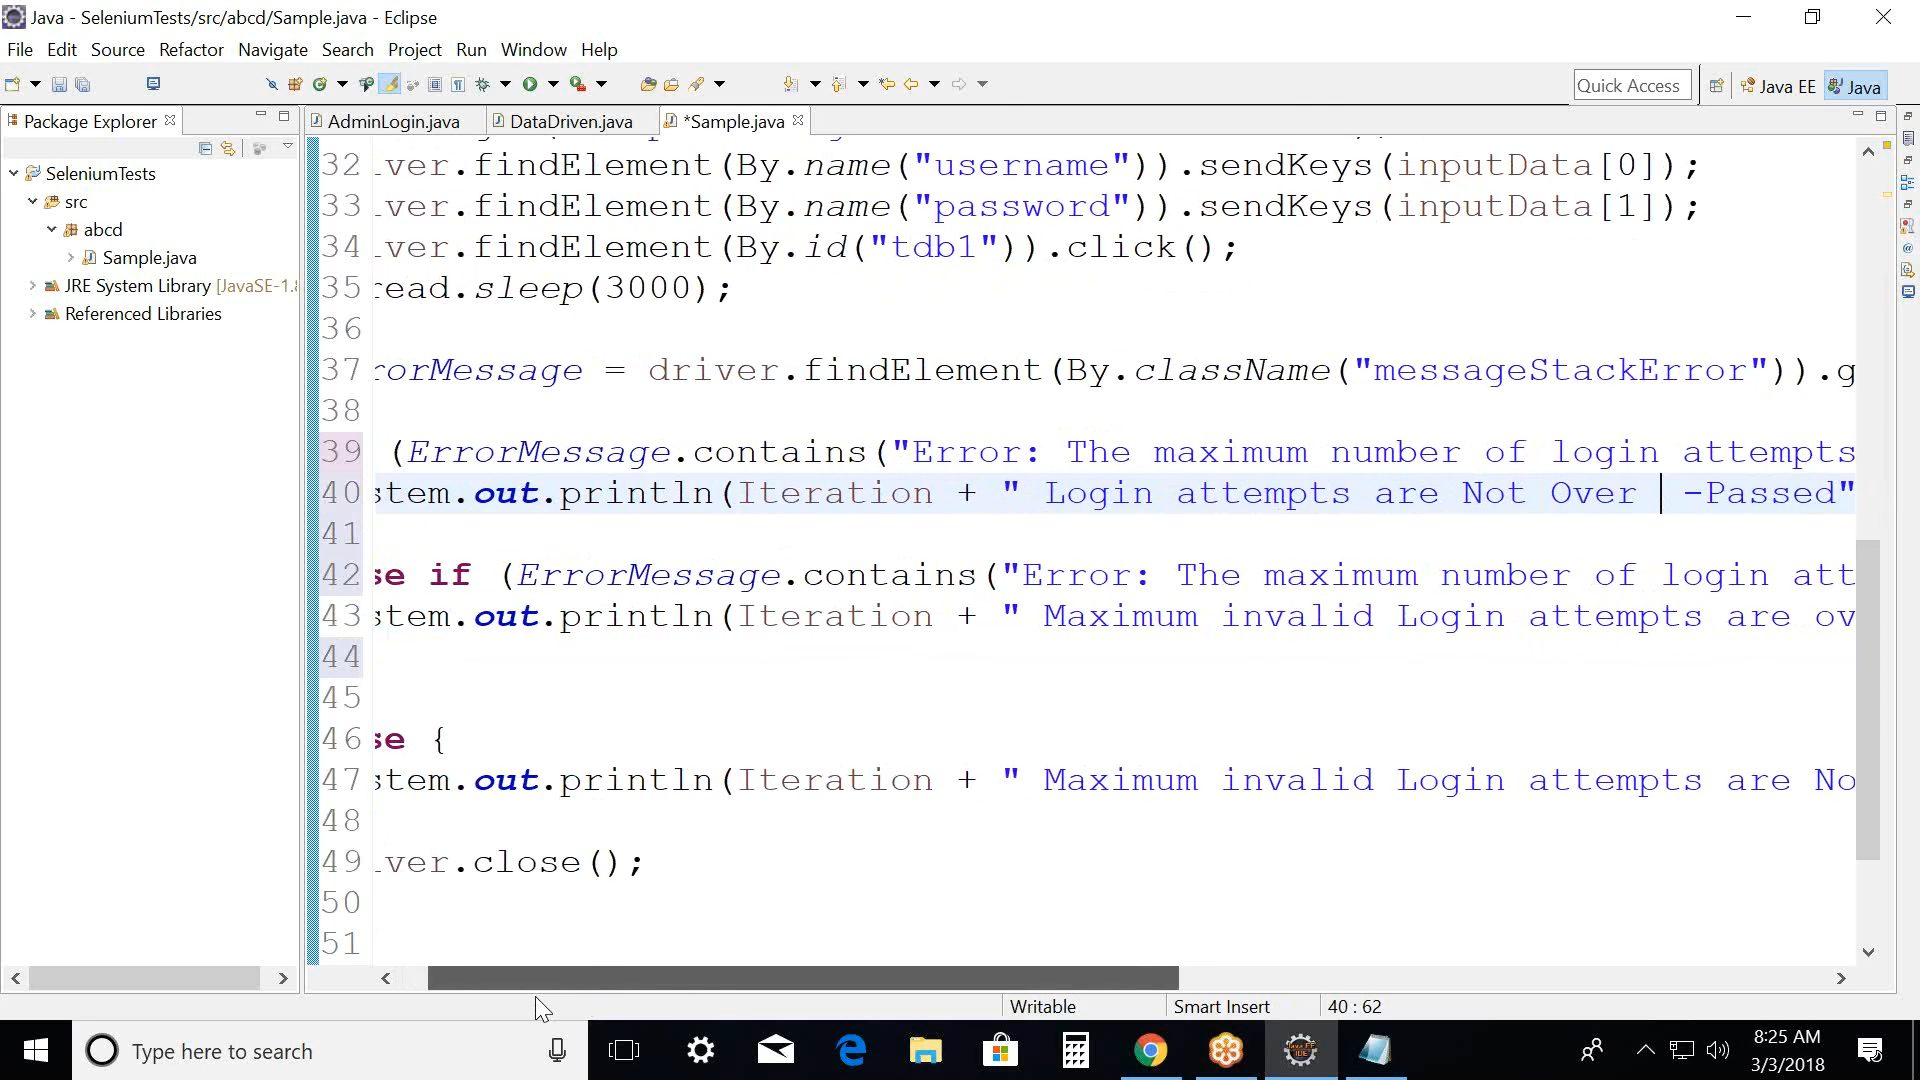 Java - SeleniumTests/src/abcd/Sample.java - Eclipse
File Edit Source Refactor Navigate Search Project Run Window Help
Quick Access Java EE Java
Package Explorer AdminLogin.java DataDriven.java *Sample.java
SeleniumTests
src
abcd
Sample.java
JRE System Library [JavaSE-1.8
Referenced Libraries
32 ver.findElement(By.name("username")).sendKeys(inputData[0]);
33 ver.findElement(By.name("password")).sendKeys(inputData[1]);
34 ver.findElement(By.id("tdb1")).click();
35 read.sleep(3000);
36
37 rorMessage = driver.findElement(By.className("messageStackError")).g
38
39 (ErrorMessage.contains("Error: The maximum number of login attempts
40 stem.out.println(Iteration + " Login attempts are Not Over  -Passed"
41
42 se if (ErrorMessage.contains("Error: The maximum number of login att
43 stem.out.println(Iteration + " Maximum invalid Login attempts are ov
44
45
46 se {
47 stem.out.println(Iteration + " Maximum invalid Login attempts are No
48
49 ver.close();
50
51
Writable Smart Insert 40 : 62
Type here to search
8:25 AM
3/3/2018